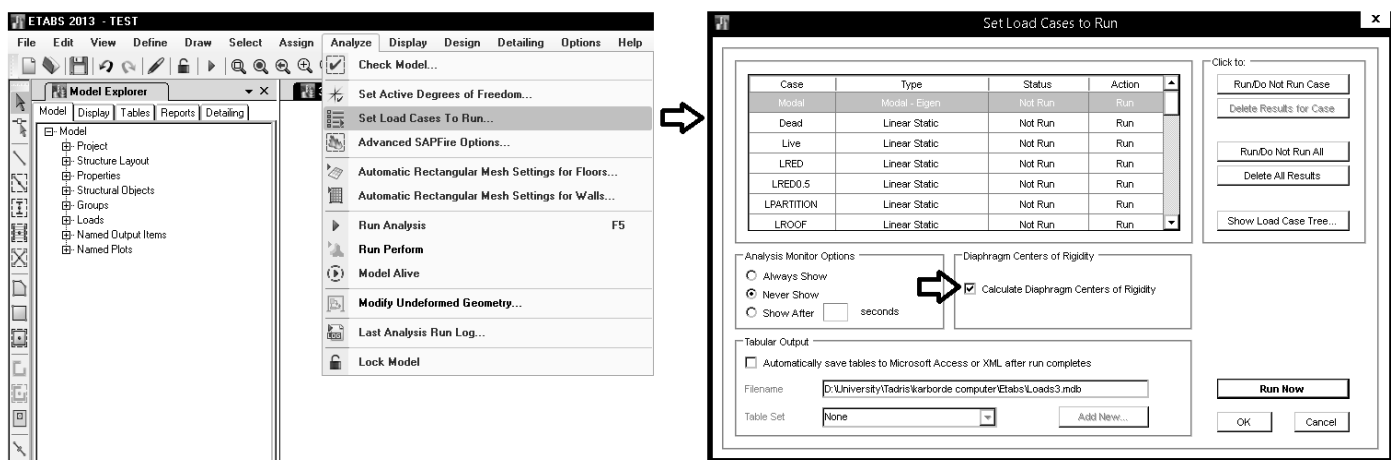 ETABS 2013 - TEST
File Edit View Define Draw Select Assign Analyze Display Design Detailing Options Help
Model Explorer
Model Display Tables Reports Detailing
Model
Project
Structure Layout
Properties
Structural Objects
Groups
Loads
Named Output Items
Named Plots
Check Model...
Set Active Degrees of Freedom...
Set Load Cases To Run...
Advanced SAPFire Options...
Automatic Rectangular Mesh Settings for Floors...
Automatic Rectangular Mesh Settings for Walls...
Run Analysis F5
Run Perform
Model Alive
Modify Undeformed Geometry...
Last Analysis Run Log...
Lock Model
Set Load Cases to Run x
Case Type Status Action
Modal Modal - Eigen Not Run Run
Dead Linear Static Not Run Run
Live Linear Static Not Run Run
LRED Linear Static Not Run Run
LRED0.5 Linear Static Not Run Run
LPARTITION Linear Static Not Run Run
LROOF Linear Static Not Run Run
Click to:
Run/Do Not Run Case
Delete Results for Case
Run/Do Not Run All
Delete All Results
Show Load Case Tree...
Analysis Monitor Options
Always Show
Never Show
Show After seconds
Diaphragm Centers of Rigidity
Calculate Diaphragm Centers of Rigidity
Tabular Output
Automatically save tables to Microsoft Access or XML after run completes
Filename D:\University\Tadris\karborde computer\Etabs\Loads3.mdb
Table Set None Add New...
Run Now
OK Cancel